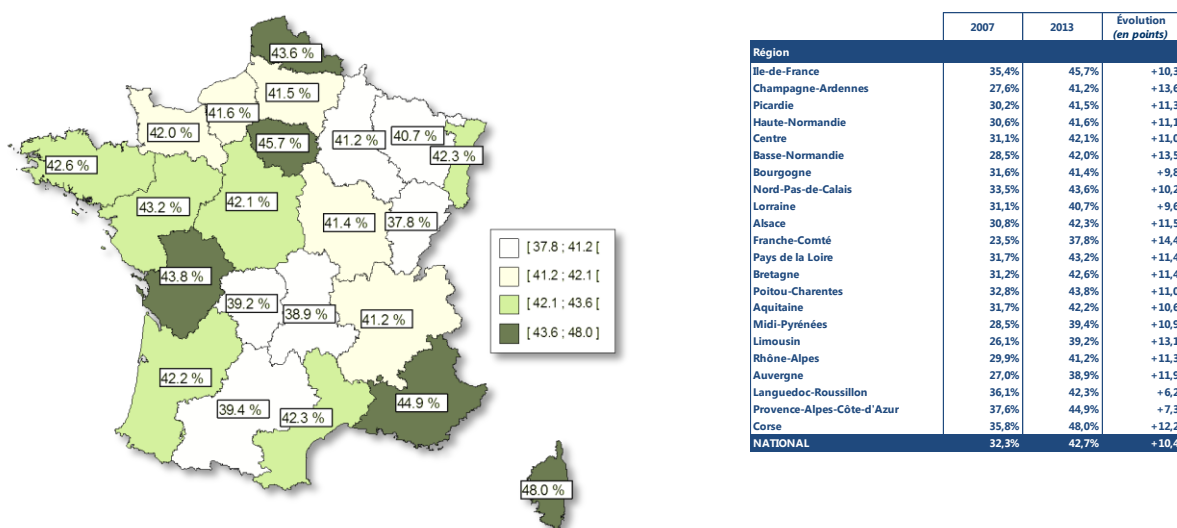 43.6 %
41.5 %
41.6 %
42.0 %
45.7 %
41.2 %
40.7 %
42.3 %
42.6 %
43.2 %
42.1 %
41.4 %
37.8 %
43.8 %
39.2 %
38.9 %
41.2 %
42.2 %
39.4 %
42.3 %
44.9 %
48.0 %
[ 37.8 ; 41.2 [
[ 41.2 ; 42.1 [
[ 42.1 ; 43.6 [
[ 43.6 ; 48.0 ]
2007 2013 Évolution
(en points)
Région
Ile-de-France 35,4% 45,7% +10,3
Champagne-Ardennes 27,6% 41,2% +13,6
Picardie 30,2% 41,5% +11,3
Haute-Normandie 30,6% 41,6% +11,1
Centre 31,1% 42,1% +11,0
Basse-Normandie 28,5% 42,0% +13,5
Bourgogne 31,6% 41,4% +9,8
Nord-Pas-de-Calais 33,5% 43,6% +10,2
Lorraine 31,1% 40,7% +9,6
Alsace 30,8% 42,3% +11,5
Franche-Comté 23,5% 37,8% +14,4
Pays de la Loire 31,7% 43,2% +11,4
Bretagne 31,2% 42,6% +11,4
Poitou-Charentes 32,8% 43,8% +11,0
Aquitaine 31,7% 42,2% +10,6
Midi-Pyrénées 28,5% 39,4% +10,9
Limousin 26,1% 39,2% +13,1
Rhône-Alpes 29,9% 41,2% +11,3
Auvergne 27,0% 38,9% +11,9
Languedoc-Roussillon 36,1% 42,3% +6,2
Provence-Alpes-Côte-d'Azur 37,6% 44,9% +7,3
Corse 35,8% 48,0% +12,2
NATIONAL 32,3% 42,7% +10,4